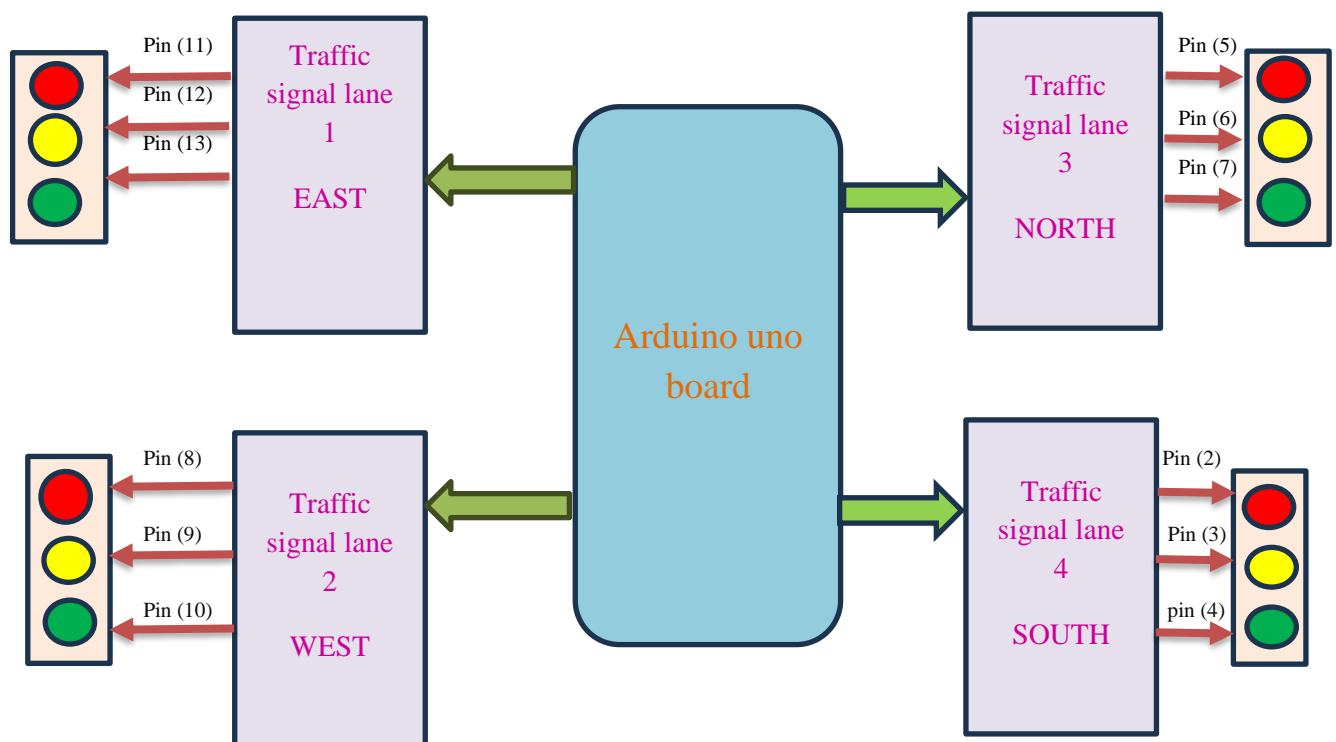 Pin (11)
Pin (12)
Pin (13)
Traffic
signal lane
1
EAST
Arduino uno
board
Traffic
signal lane
3
NORTH
Pin (5)
Pin (6)
Pin (7)
Pin (8)
Pin (9)
Pin (10)
Traffic
signal lane
2
WEST
Traffic
signal lane
4
SOUTH
Pin (2)
Pin (3)
pin (4)